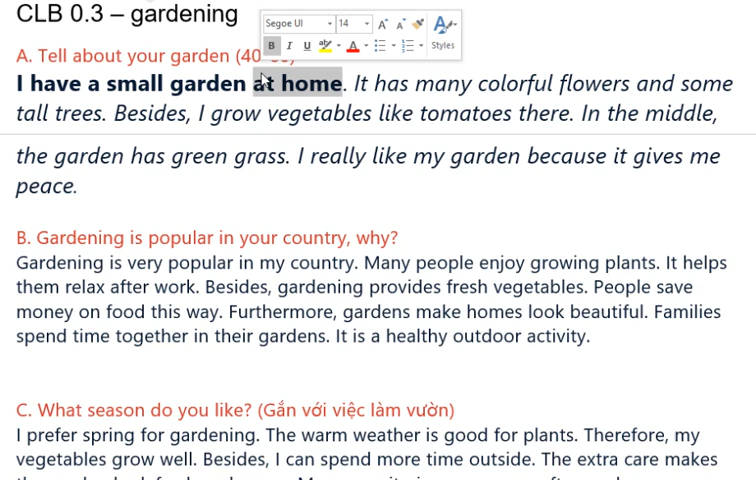 CLB 0.3 – gardening
Segoe UI 14 A A A
B I U ab A Styles
A. Tell about your garden (40
I have a small garden at home. It has many colorful flowers and some
tall trees. Besides, I grow vegetables like tomatoes there. In the middle,
the garden has green grass. I really like my garden because it gives me
peace.
B. Gardening is popular in your country, why?
Gardening is very popular in my country. Many people enjoy growing plants. It helps
them relax after work. Besides, gardening provides fresh vegetables. People save
money on food this way. Furthermore, gardens make homes look beautiful. Families
spend time together in their gardens. It is a healthy outdoor activity.
C. What season do you like? (Gắn với việc làm vườn)
I prefer spring for gardening. The warm weather is good for plants. Therefore, my
vegetables grow well. Besides, I can spend more time outside. The extra care makes